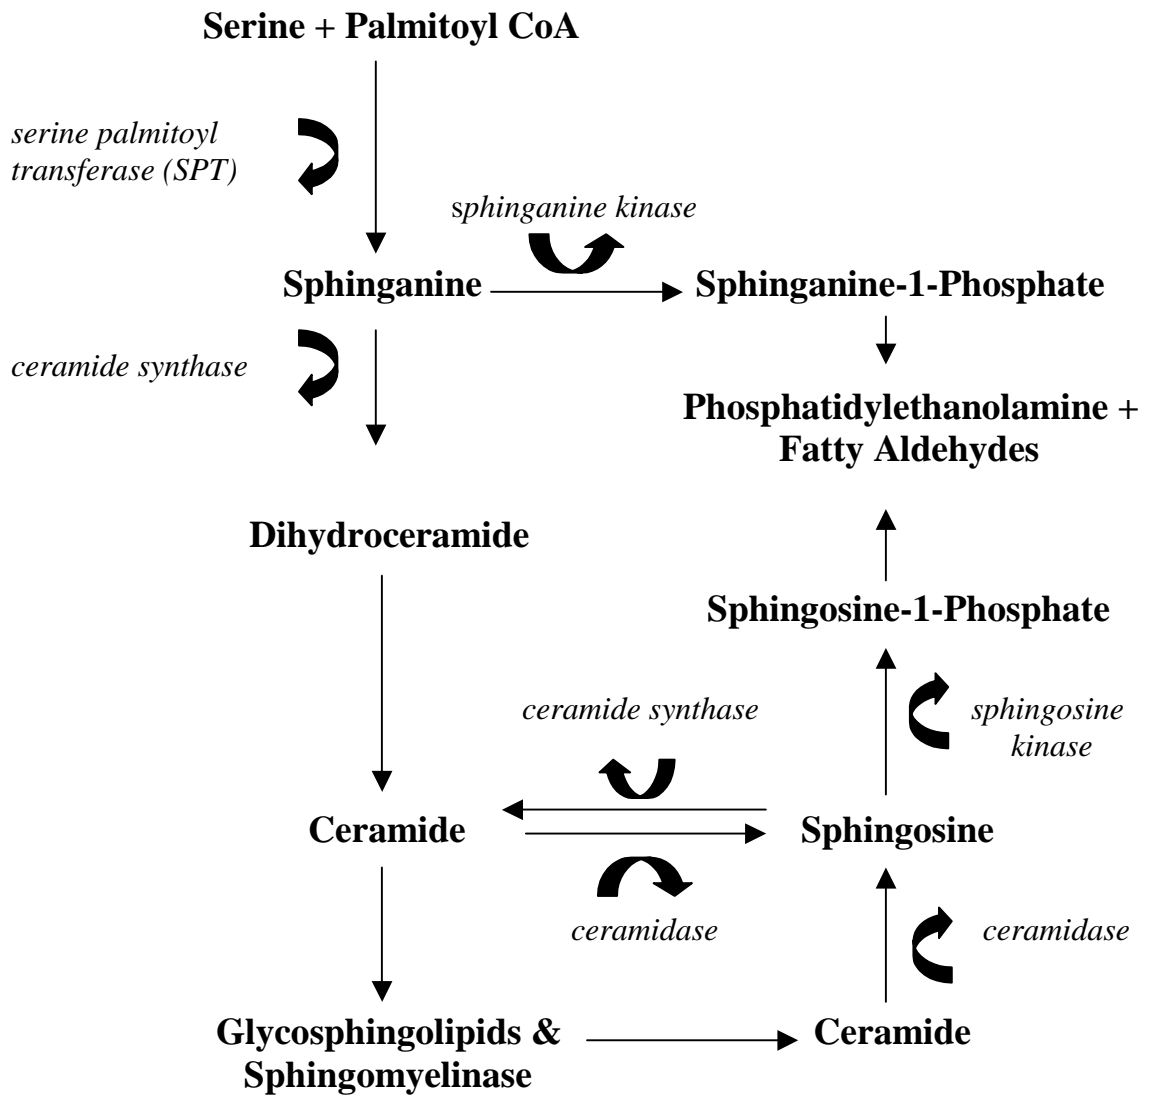 Serine + Palmitoyl CoA
serine palmitoyl
transferase (SPT)
sphinganine kinase
Sphinganine
Sphinganine-1-Phosphate
ceramide synthase
Phosphatidylethanolamine +
Fatty Aldehydes
Dihydroceramide
Sphingosine-1-Phosphate
ceramide synthase
sphingosine
kinase
Ceramide
Sphingosine
ceramidase
ceramidase
Glycosphingolipids &
Sphingomyelinase
Ceramide